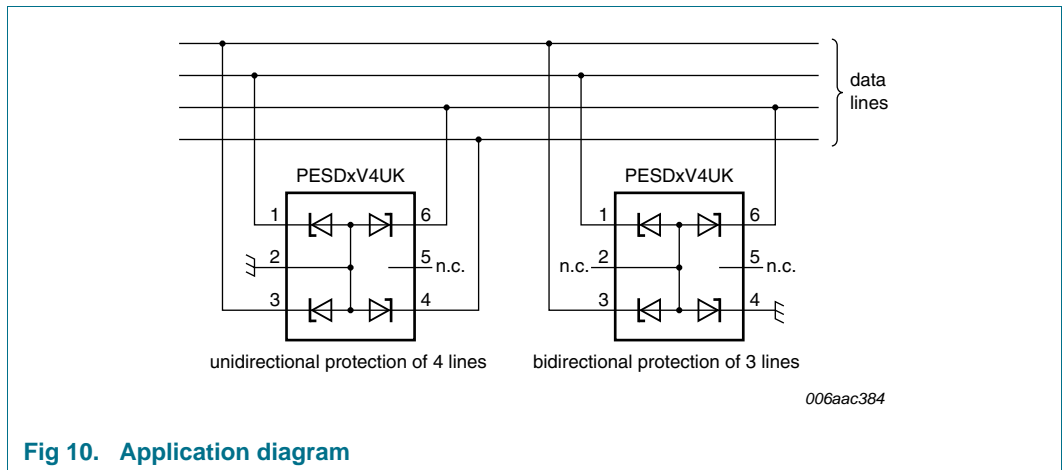 data
lines
PESDxV4UK PESDxV4UK
1 6 1 6
2 5 n.c. n.c. 2 5 n.c.
3 4 3 4
unidirectional protection of 4 lines bidirectional protection of 3 lines
006aac384
Fig 10. Application diagram